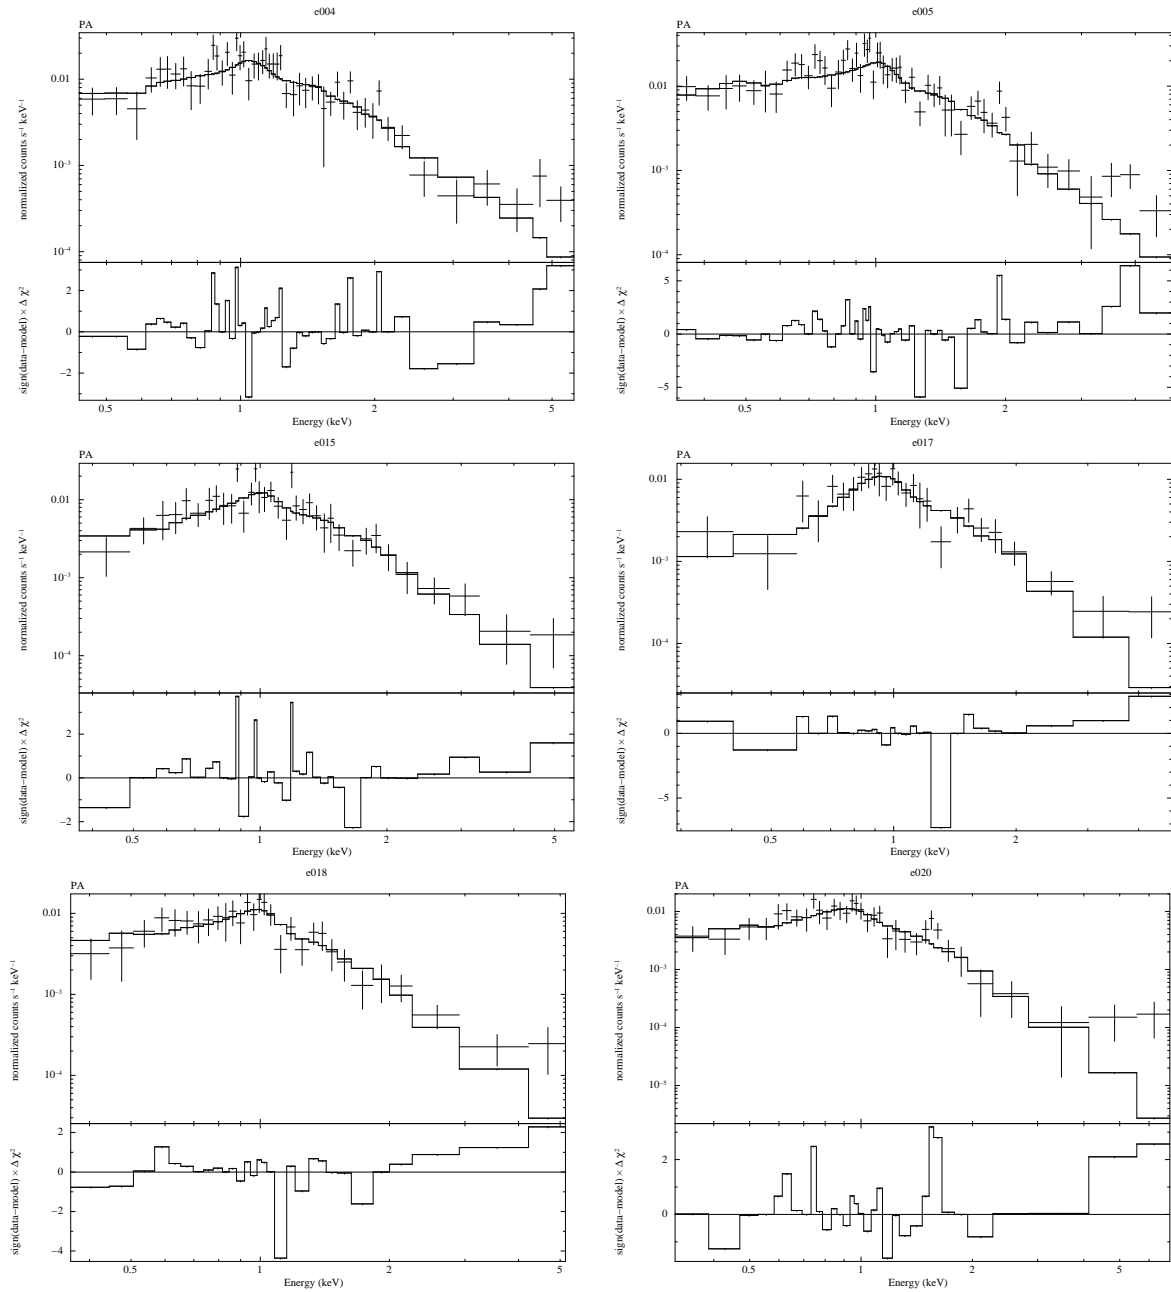 e004
PA
0.01
10⁻³
10⁻⁴
normalized counts s⁻¹ keV⁻¹
2
0
−2
sign(data−model) × Δ χ²
0.5 1 2 5
Energy (keV)
e005
PA
0.01
10⁻³
10⁻⁴
normalized counts s⁻¹ keV⁻¹
5
0
−5
sign(data−model) × Δ χ²
0.5 1 2
Energy (keV)
e015
PA
0.01
10⁻³
10⁻⁴
normalized counts s⁻¹ keV⁻¹
2
0
−2
sign(data−model) × Δ χ²
0.5 1 2 5
Energy (keV)
e017
PA
0.01
10⁻³
10⁻⁴
normalized counts s⁻¹ keV⁻¹
0
−5
sign(data−model) × Δ χ²
0.5 1 2
Energy (keV)
e018
PA
0.01
10⁻³
10⁻⁴
normalized counts s⁻¹ keV⁻¹
2
0
−2
−4
sign(data−model) × Δ χ²
0.5 1 2 5
Energy (keV)
e020
PA
0.01
10⁻³
10⁻⁴
10⁻⁵
normalized counts s⁻¹ keV⁻¹
2
0
sign(data−model) × Δ χ²
0.5 1 2 5
Energy (keV)